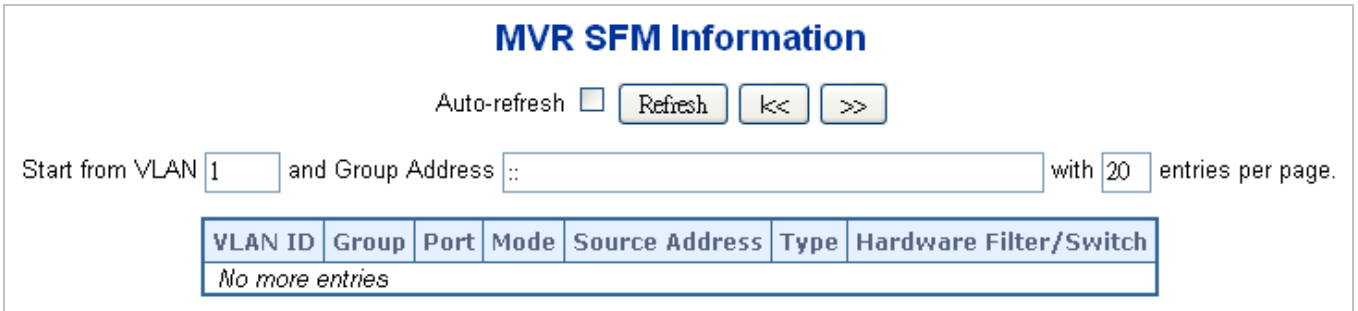 MVR SFM Information
Auto-refresh Refresh |<< >>
Start from VLAN 1 and Group Address :: with 20 entries per page.
VLAN ID Group Port Mode Source Address Type Hardware Filter/Switch
No more entries